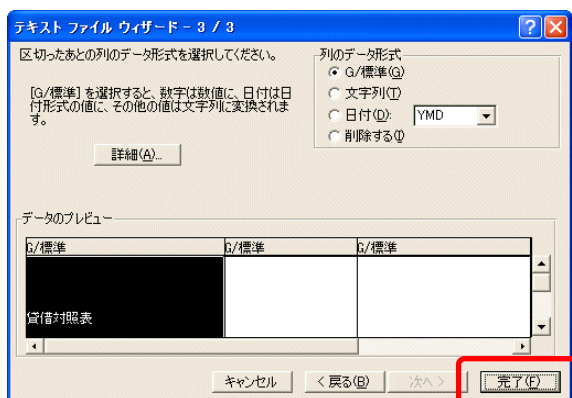 テキスト ファイル ウィザード - 3 / 3
区切ったあとの列のデータ形式を選択してください。
[G/標準] を選択すると、数字は数値に、日付は日
付形式の値に、その他の値は文字列に変換されま
す。
詳細(A)...
列のデータ形式
G/標準(G)
文字列(T)
日付(D):
YMD
削除する(I)
データのプレビュー
G/標準 G/標準 G/標準
貸借対照表
キャンセル < 戻る(B) 次へ > 完了(F)